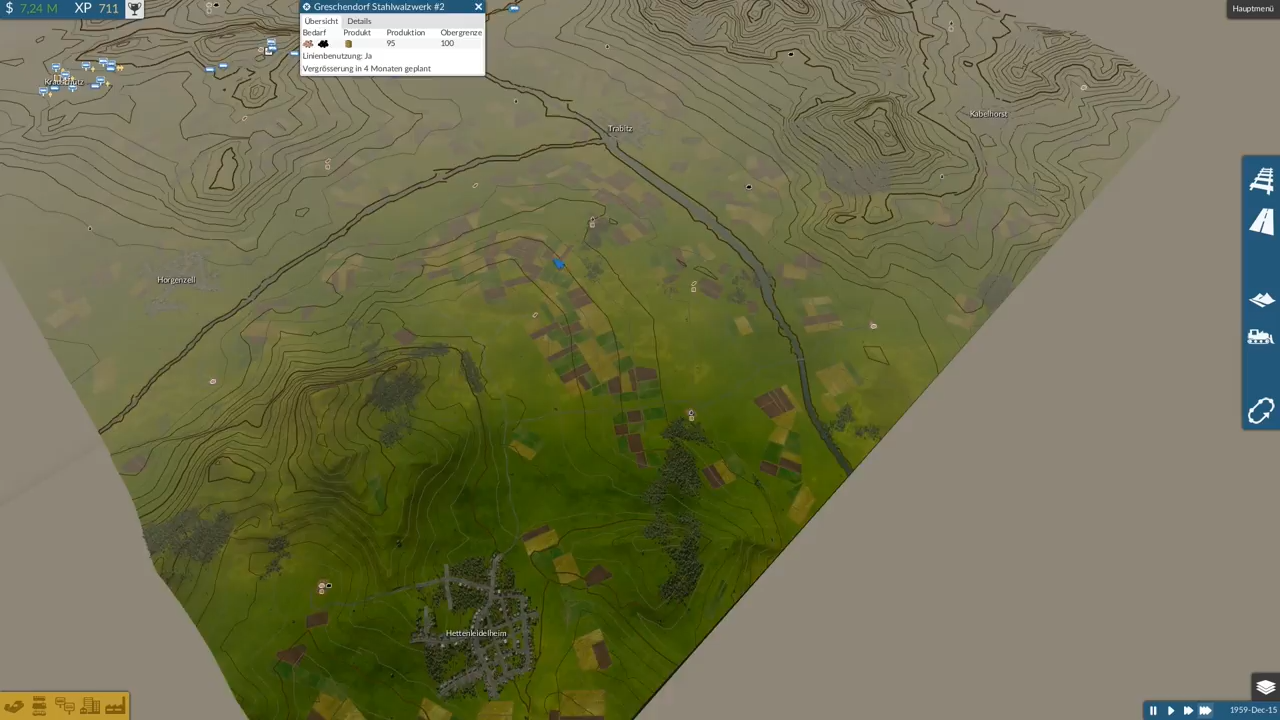 $ 7,24 M XP 711
Greschendorf Stahlwalzwerk #2
Hauptmenü
Übersicht Details
Bedarf Produkt Produktion Obergrenze
95 100
Linienbenutzung: Ja
Vergrösserung in 4 Monaten geplant
Kabelhorst
Trabitz
Horgenzell
Hettenleidelheim
1959-Dec-15